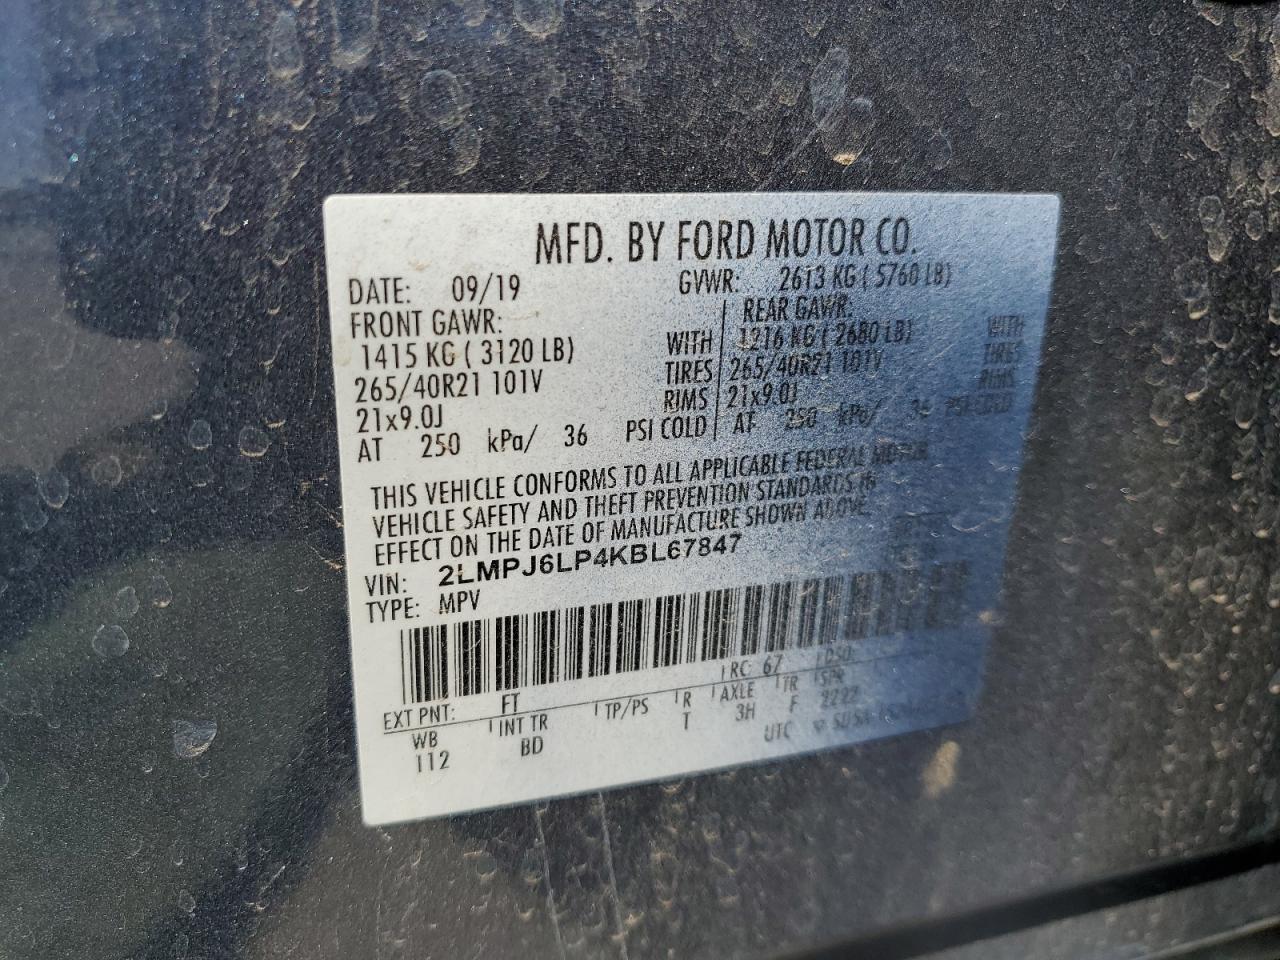 MFD. BY FORD MOTOR CO.
DATE: 09/19 GVWR: 2613 KG ( 5760 LB)
FRONT GAWR: REAR GAWR:
1415 KG ( 3120 LB) WITH 1216 KG ( 2680 LB) WITH
265/40R21 101V TIRES 265/40R21 101V TIRES
21x9.0J RIMS 21x9.0J RIMS
AT 250 kPa/ 36 PSI COLD AT 250 kPa/ 36 PSI COLD
THIS VEHICLE CONFORMS TO ALL APPLICABLE FEDERAL MOTOR
VEHICLE SAFETY AND THEFT PREVENTION STANDARDS IN
EFFECT ON THE DATE OF MANUFACTURE SHOWN ABOVE.
VIN: 2LMPJ6LP4KBL67847
TYPE: MPV
EXT PNT: FT RC: 67 DSO:
WB INT TR TP/PS R AXLE TR SPR
112 BD T 3H F 2222
UTC